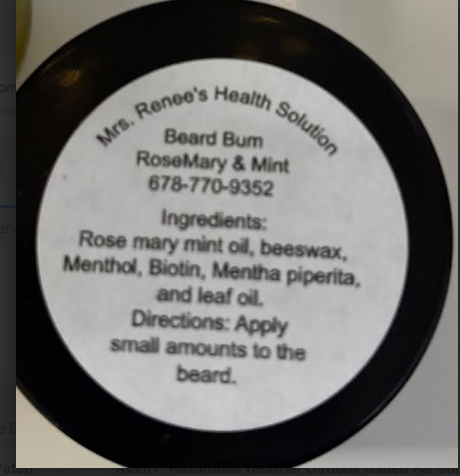 Mrs. Renee's Health Solution
Beard Bum
RoseMary & Mint
678-770-9352
Ingredients:
Rose mary mint oil, beeswax,
Menthol, Biotin, Mentha piperita,
and leaf oil.
Directions: Apply
small amounts to the
beard.